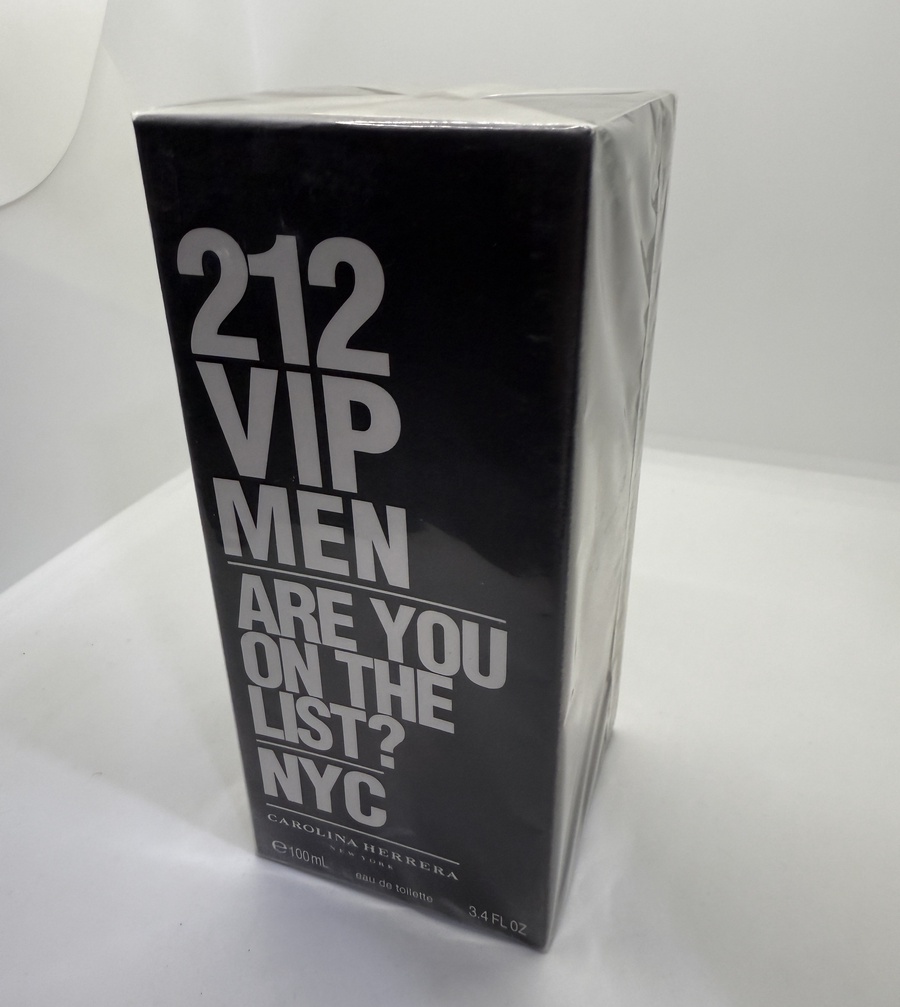 212
VIP
MEN
ARE YOU
ON THE
LIST?
NYC
CAROLINA HERRERA
NEW YORK
℮100mL
eau de toilette
3.4 FL OZ